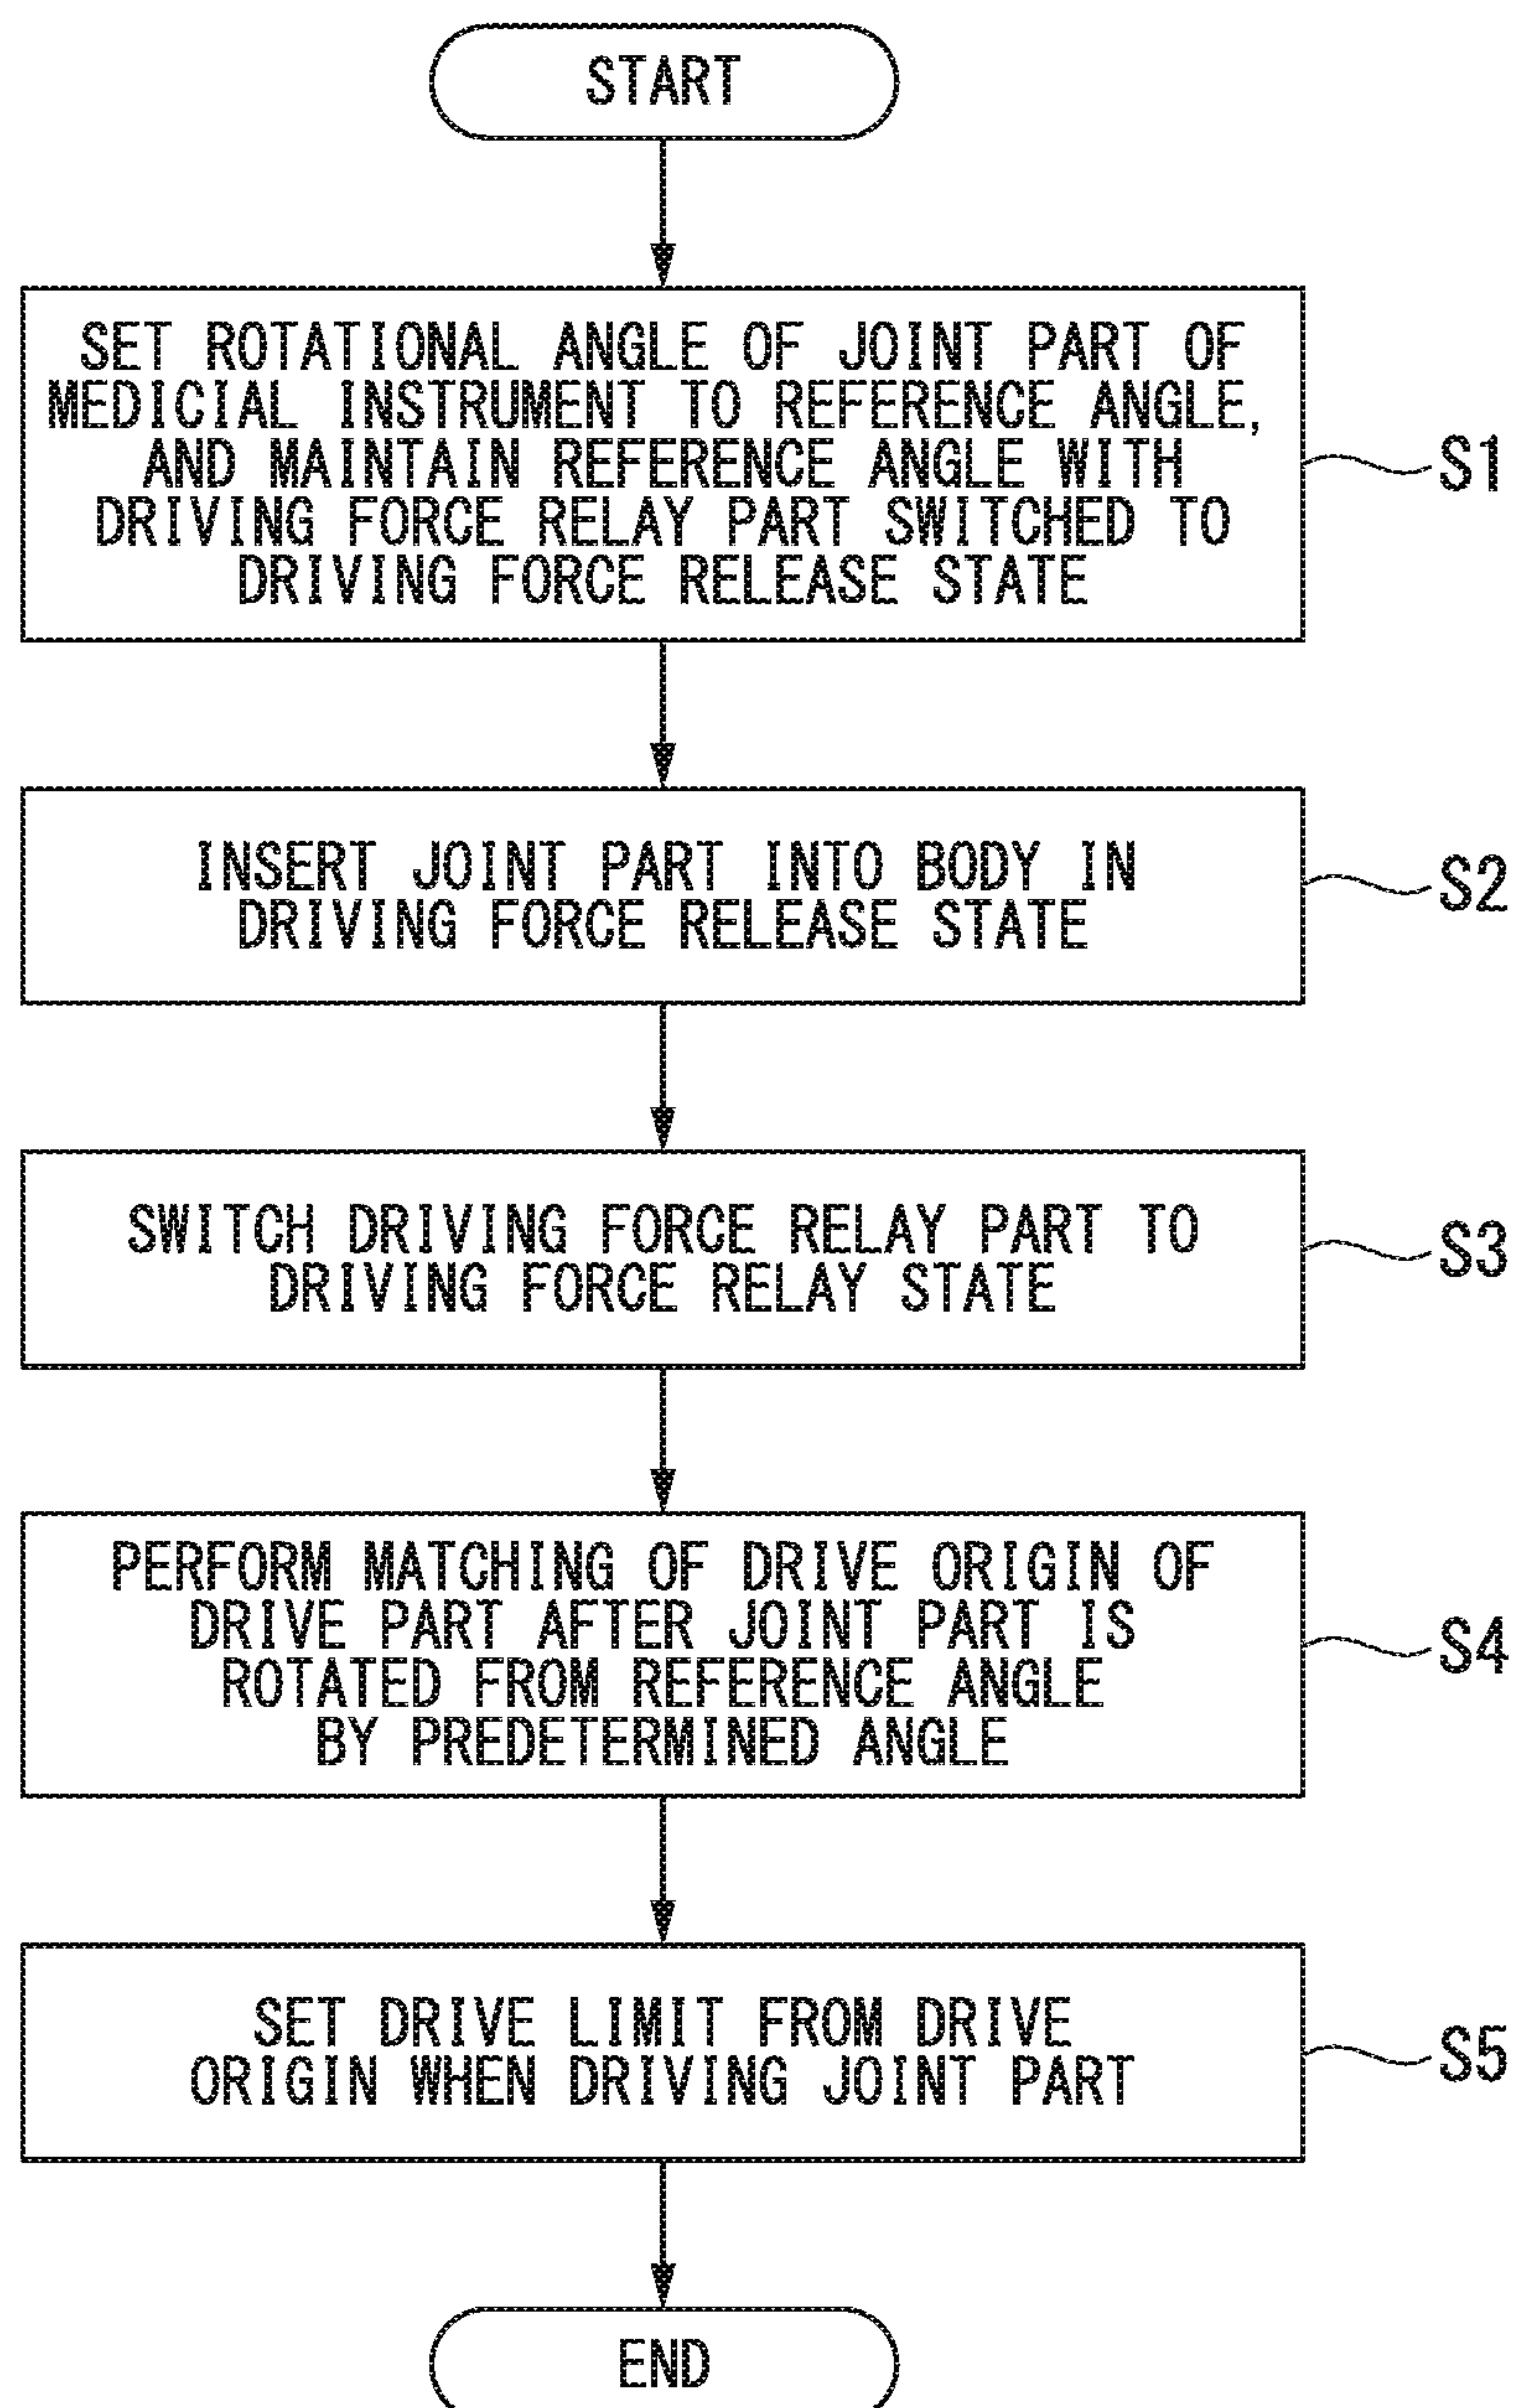 START
SET ROTATIONAL ANGLE OF JOINT PART OF
MEDICIAL INSTRUMENT TO REFERENCE ANGLE,
AND MAINTAIN REFERENCE ANGLE WITH
DRIVING FORCE RELAY PART SWITCHED TO
DRIVING FORCE RELEASE STATE
S1
INSERT JOINT PART INTO BODY IN
DRIVING FORCE RELEASE STATE
S2
SWITCH DRIVING FORCE RELAY PART TO
DRIVING FORCE RELAY STATE
S3
PERFORM MATCHING OF DRIVE ORIGIN OF
DRIVE PART AFTER JOINT PART IS
ROTATED FROM REFERENCE ANGLE
BY PREDETERMINED ANGLE
S4
SET DRIVE LIMIT FROM DRIVE
ORIGIN WHEN DRIVING JOINT PART
S5
END